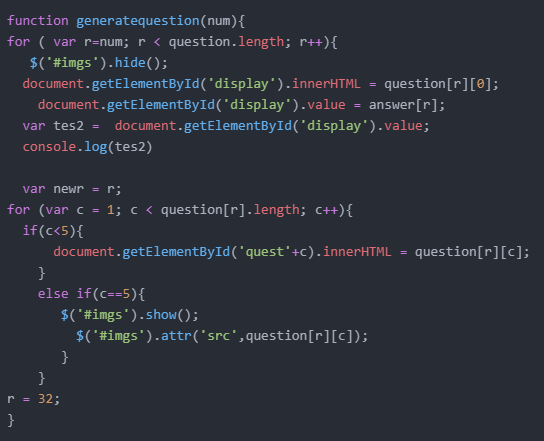 function generatequestion(num){
for ( var r=num; r < question.length; r++){
$('#imgs').hide();
document.getElementById('display').innerHTML = question[r][0];
document.getElementById('display').value = answer[r];
var tes2 =  document.getElementById('display').value;
console.log(tes2)
var newr = r;
for (var c = 1; c < question[r].length; c++){
if(c<5){
document.getElementById('quest'+c).innerHTML = question[r][c];
}
else if(c==5){
$('#imgs').show();
$('#imgs').attr('src',question[r][c]);
}
}
r = 32;
}